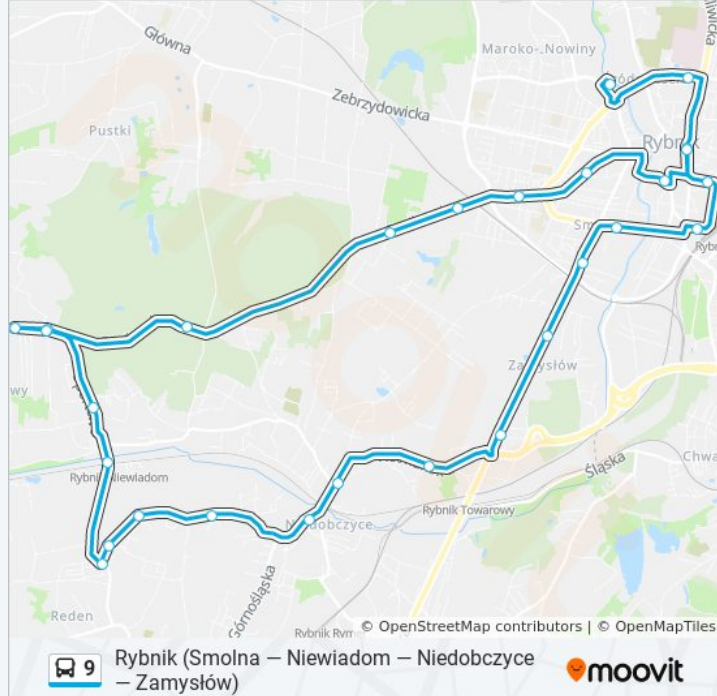 Główna
Maroko-Nowiny
Zebrzydowicka
Pustki
Rybnik
Zamysłów
Rybnik Niewiadom
Śląska
Niedobczyce
Rybnik Towarowy
Górnośląska
Reden
© OpenStreetMap contributors | © OpenMapTiles
9
Rybnik (Smolna — Niewiadom — Niedobczyce
— Zamysłów)
moovit